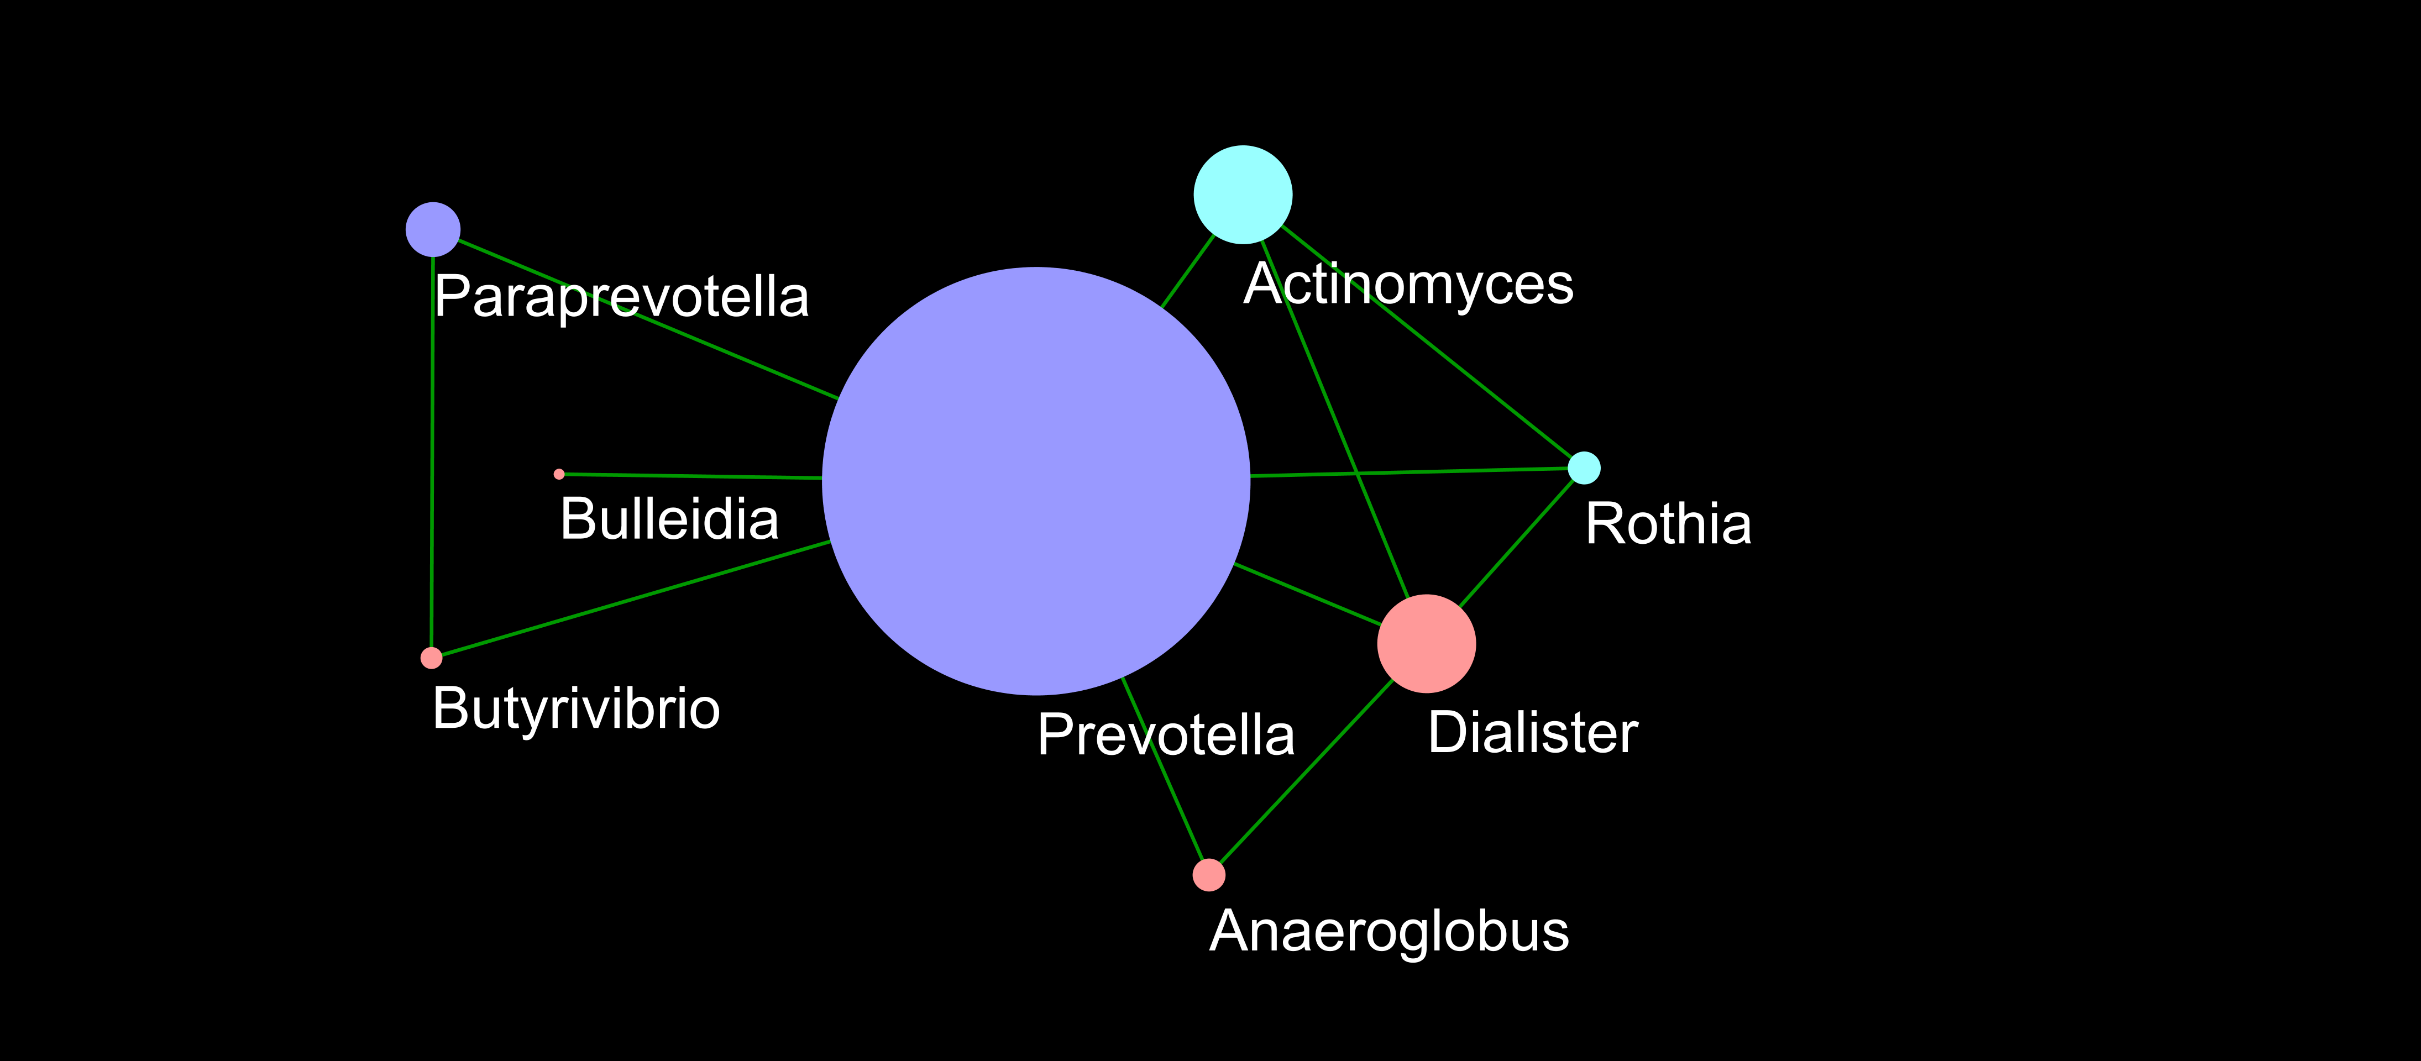 Actinomyces
Paraprevotella
Bulleidia
Rothia
Butyrivibrio
Prevotella
Dialister
Anaeroglobus